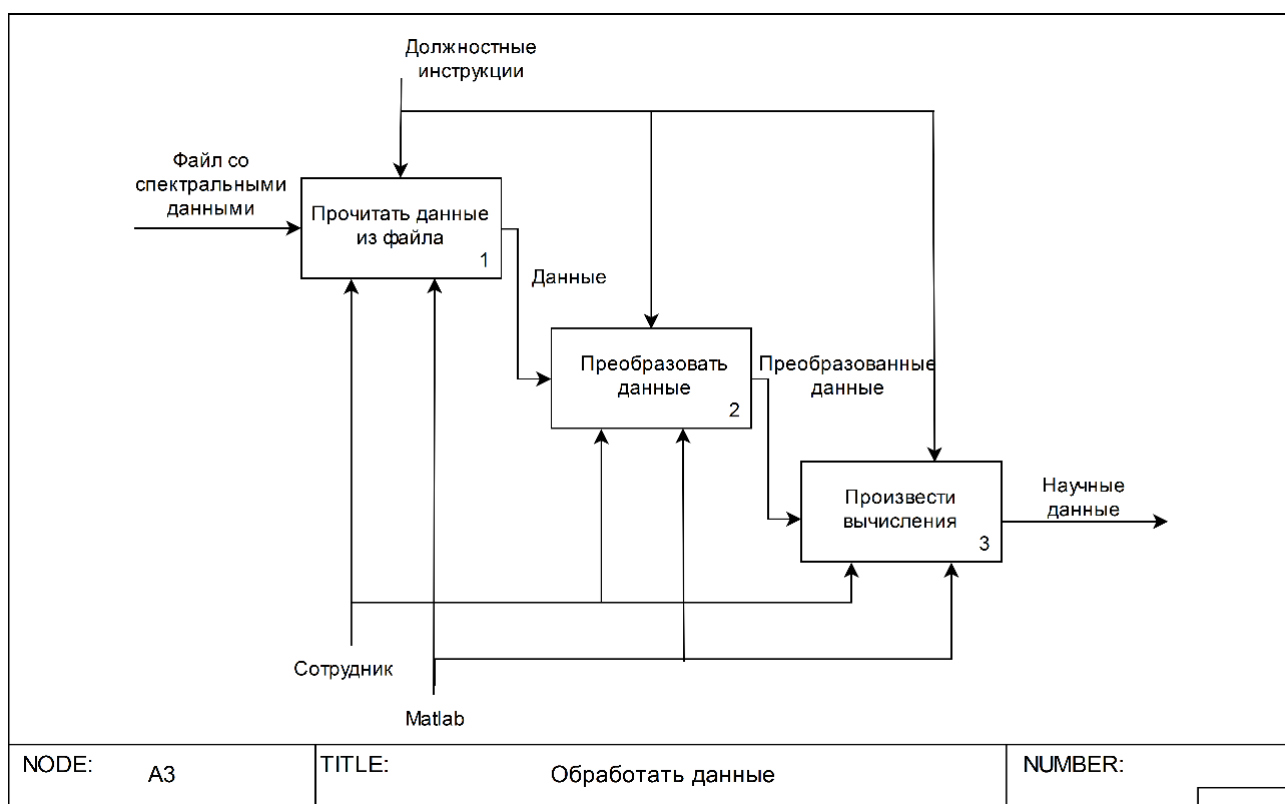 Должностные
инструкции
Файл со
спектральными
данными
Прочитать данные
из файла
1
Данные
Преобразовать
данные
2
Преобразованные
данные
Произвести
вычисления
3
Научные
данные
Сотрудник
Matlab
NODE:
A3
TITLE:
Обработать данные
NUMBER: